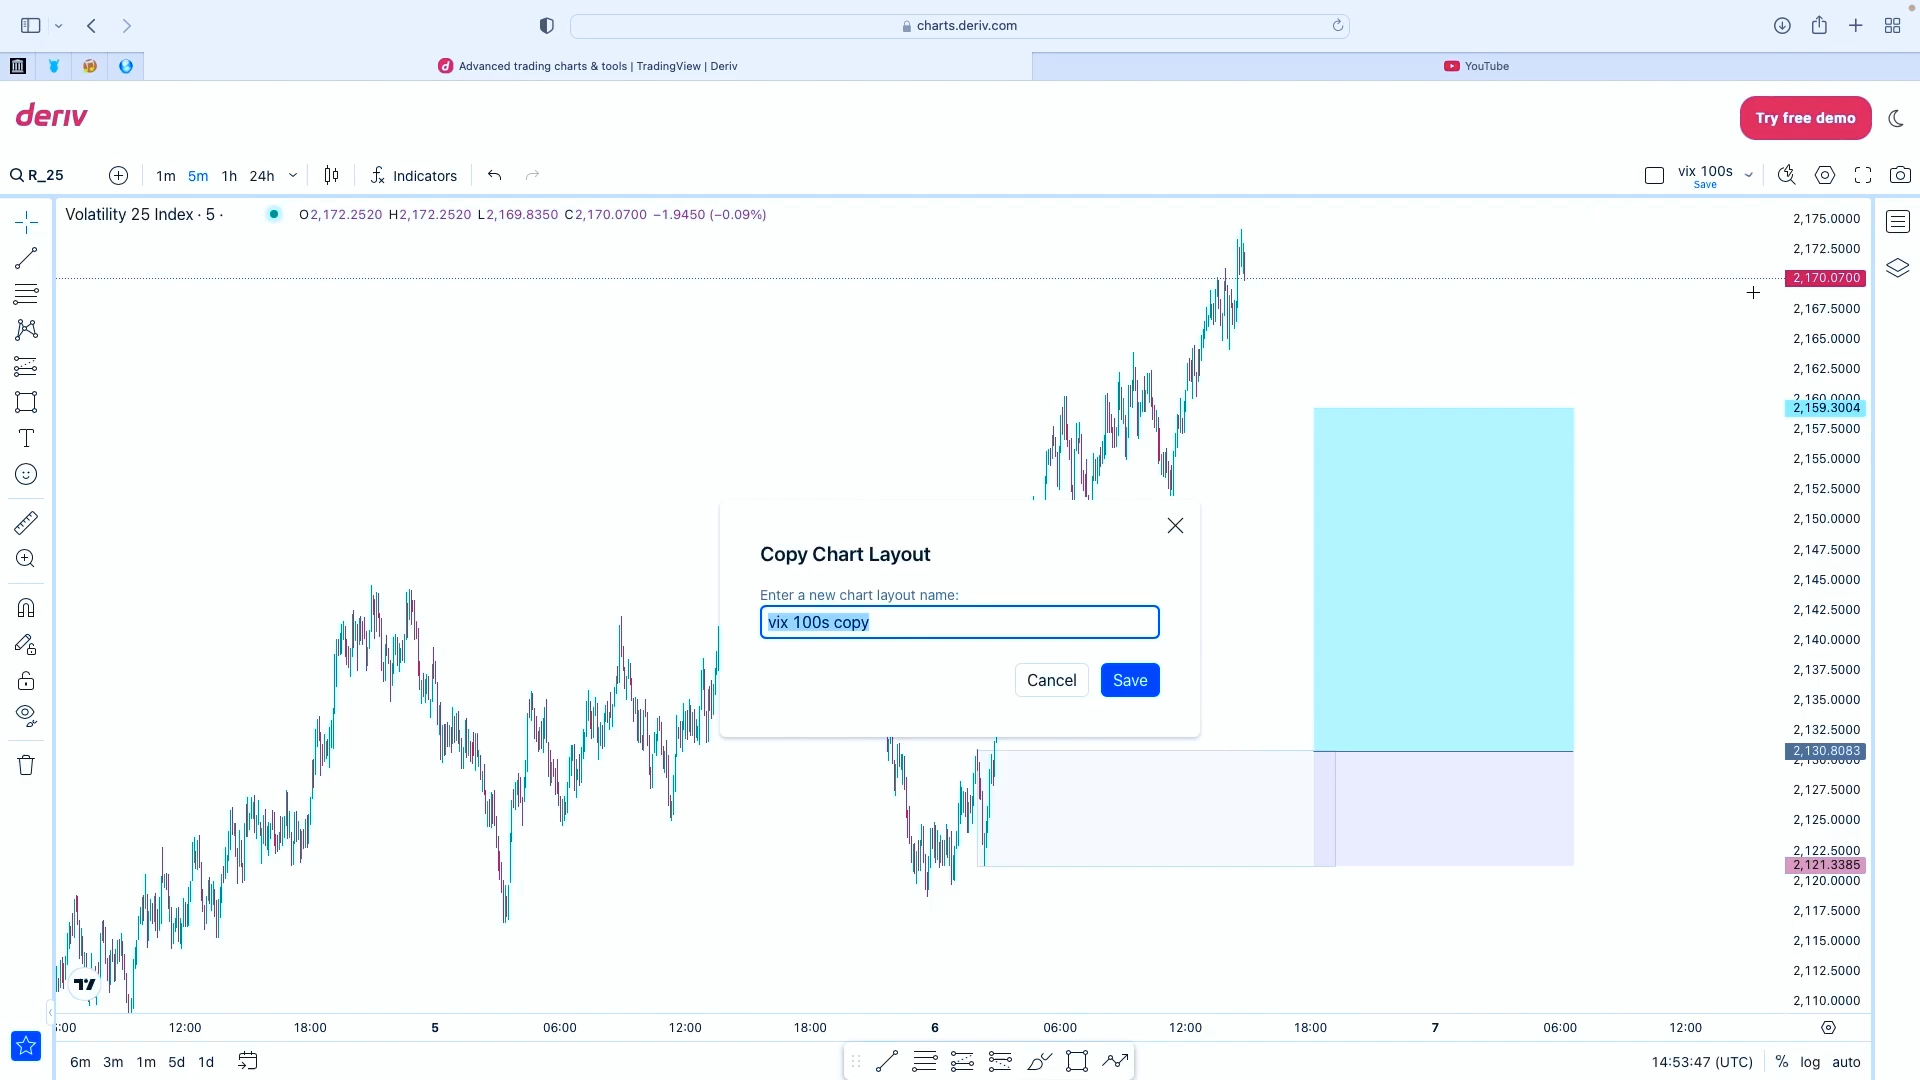 charts.deriv.com
Advanced trading charts & tools | TradingView | Deriv
YouTube
deriv
Try free demo
R_25
1m 5m 1h 24h
Indicators
vix 100s
Save
Volatility 25 Index · 5 ·
O2,172.2520 H2,172.2520 L2,169.8350 C2,170.0700 −1.9450 (−0.09%)
2,175.0000
2,172.5000
2,170.0700
2,167.5000
2,165.0000
2,162.5000
2,160.0000
2,159.3004
2,157.5000
2,155.0000
2,152.5000
2,150.0000
2,147.5000
2,145.0000
2,142.5000
2,140.0000
2,137.5000
2,135.0000
2,132.5000
2,130.8083
2,130.0000
2,127.5000
2,125.0000
2,122.5000
2,121.3385
2,120.0000
2,117.5000
2,115.0000
2,112.5000
2,110.0000
Copy Chart Layout
Enter a new chart layout name:
vix 100s copy
Cancel
Save
:00 12:00 18:00 5 06:00 12:00 18:00 6 06:00 12:00 18:00 7 06:00 12:00
6m 3m 1m 5d 1d
14:53:47 (UTC) % log auto